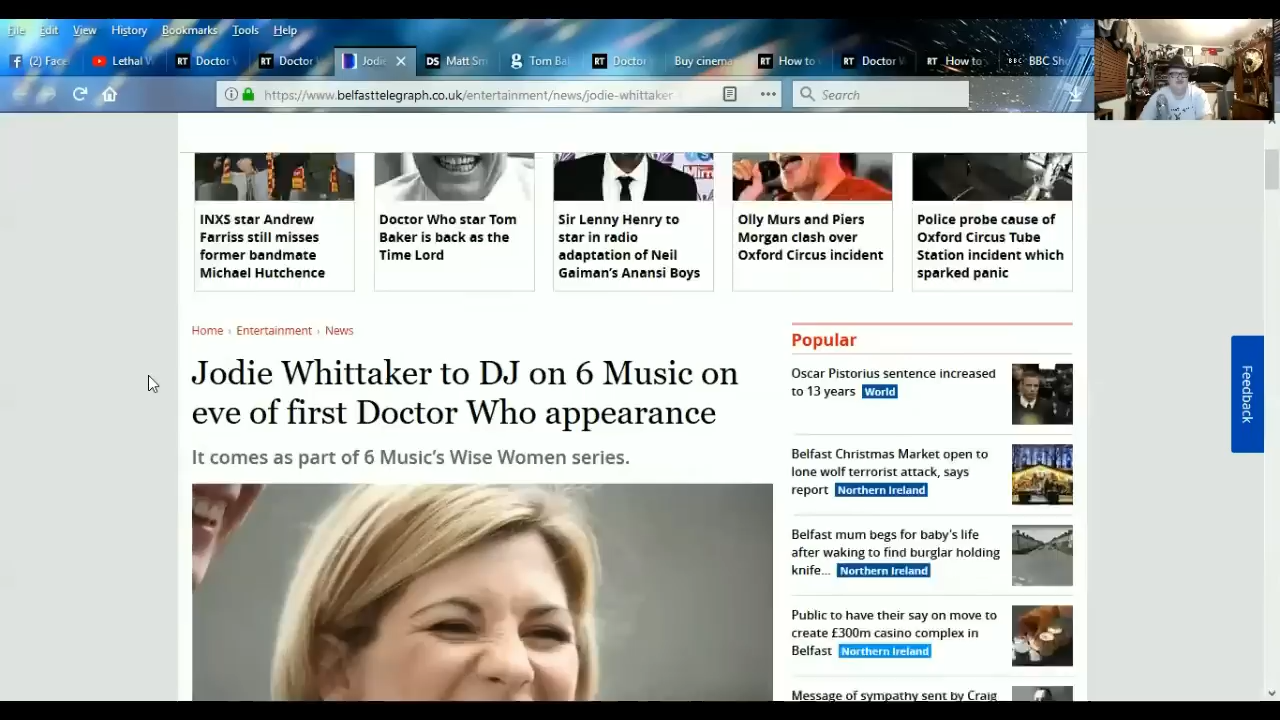 File Edit View History Bookmarks Tools Help
(2) Face
Lethal W
RT Doctor W
RT Doctor
Jodie
DS Matt Sm
Tom Ba
RT Doctor
Buy cinema
RT How to
RT Doctor W
RT How to
BBC BBC Sh
https://www.belfasttelegraph.co.uk/entertainment/news/jodie-whittaker-
Search
INXS star Andrew
Farriss still misses
former bandmate
Michael Hutchence
Doctor Who star Tom
Baker is back as the
Time Lord
Sir Lenny Henry to
star in radio
adaptation of Neil
Gaiman's Anansi Boys
Olly Murs and Piers
Morgan clash over
Oxford Circus incident
Police probe cause of
Oxford Circus Tube
Station incident which
sparked panic
Home › Entertainment › News
Jodie Whittaker to DJ on 6 Music on
eve of first Doctor Who appearance
It comes as part of 6 Music's Wise Women series.
Popular
Oscar Pistorius sentence increased
to 13 years World
Belfast Christmas Market open to
lone wolf terrorist attack, says
report Northern Ireland
Belfast mum begs for baby's life
after waking to find burglar holding
knife... Northern Ireland
Public to have their say on move to
create £300m casino complex in
Belfast Northern Ireland
Message of sympathy sent by Craig
Feedback